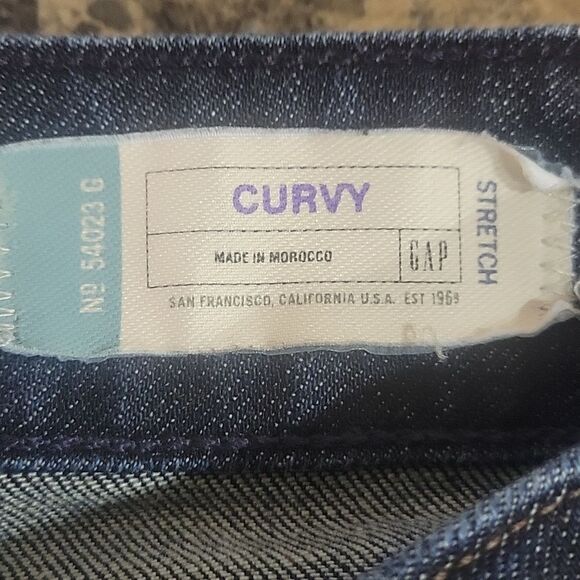 Nº 54023 G
CURVY
MADE IN MOROCCO
GAP
SAN FRANCISCO, CALIFORNIA U.S.A. EST 1969
STRETCH